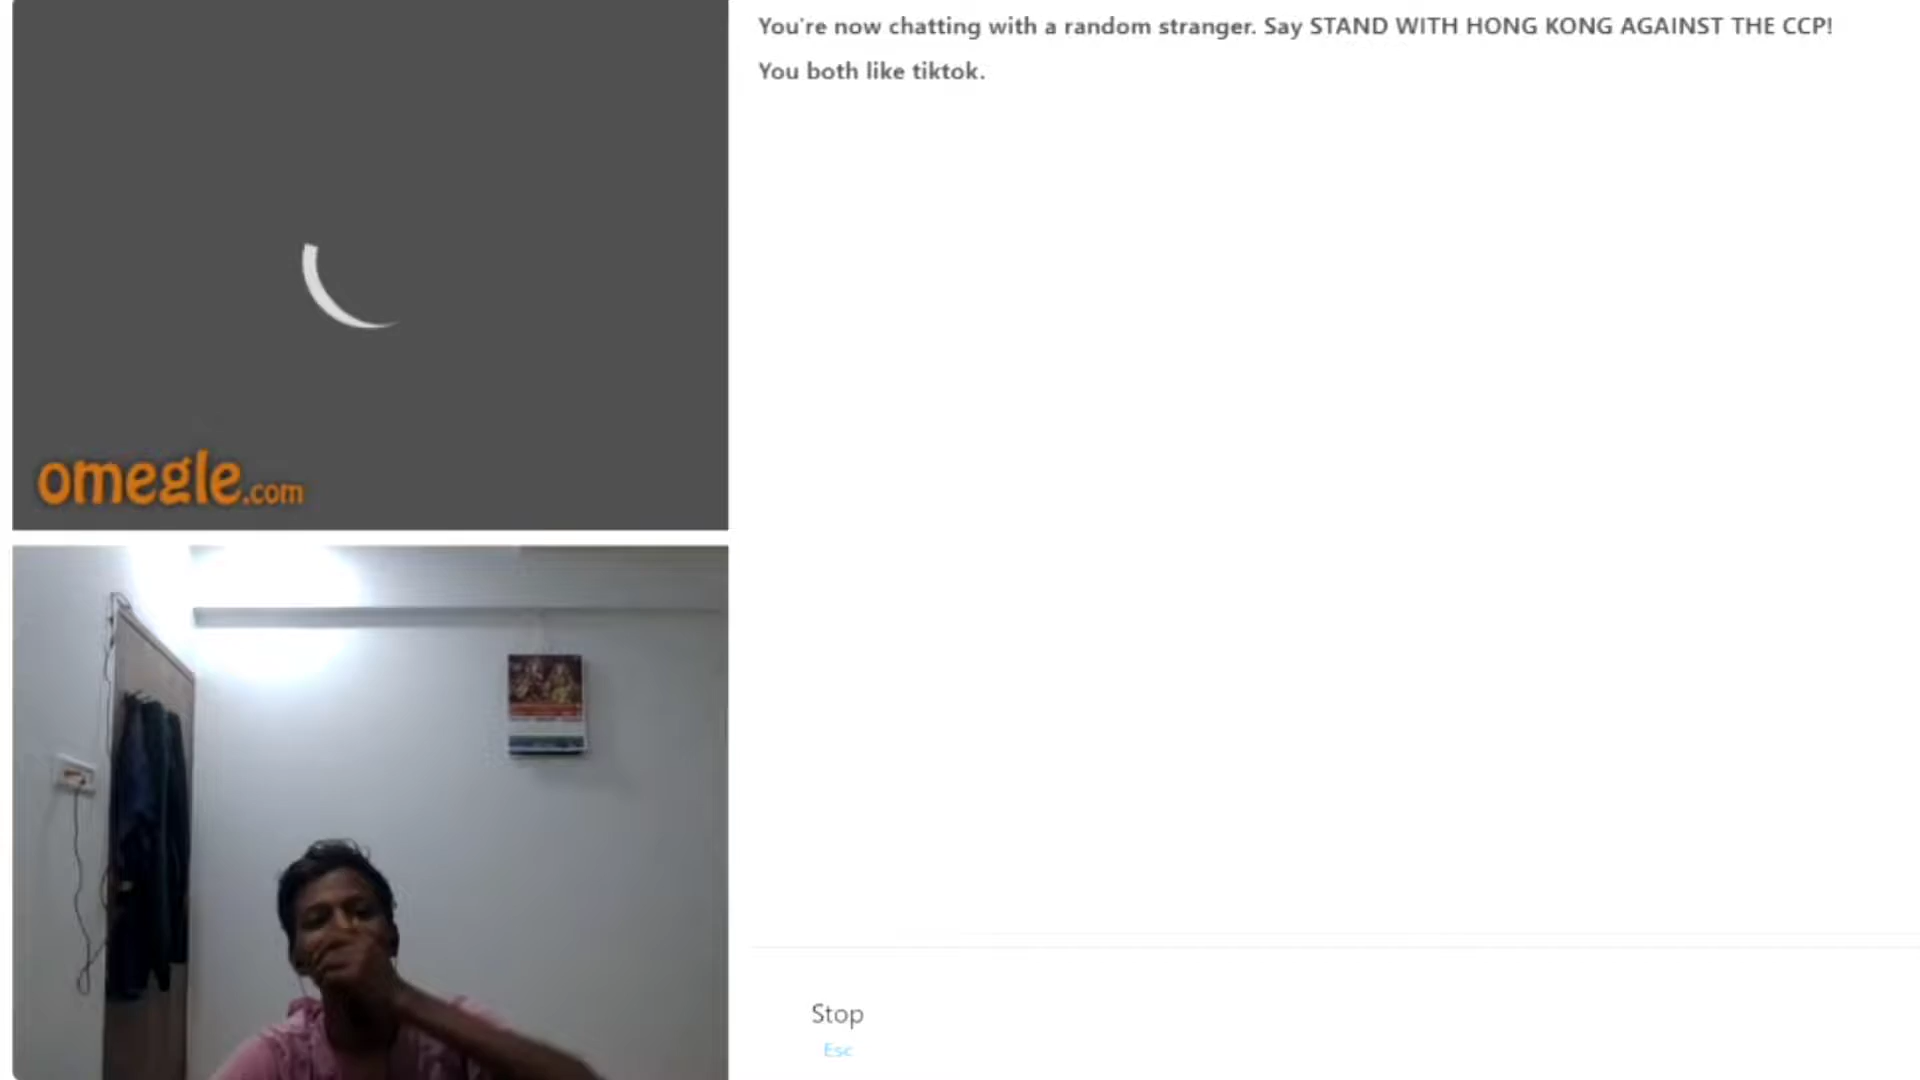 You're now chatting with a random stranger. Say STAND WITH HONG KONG AGAINST THE CCP!
You both like tiktok.
omegle.com
Stop
Esc